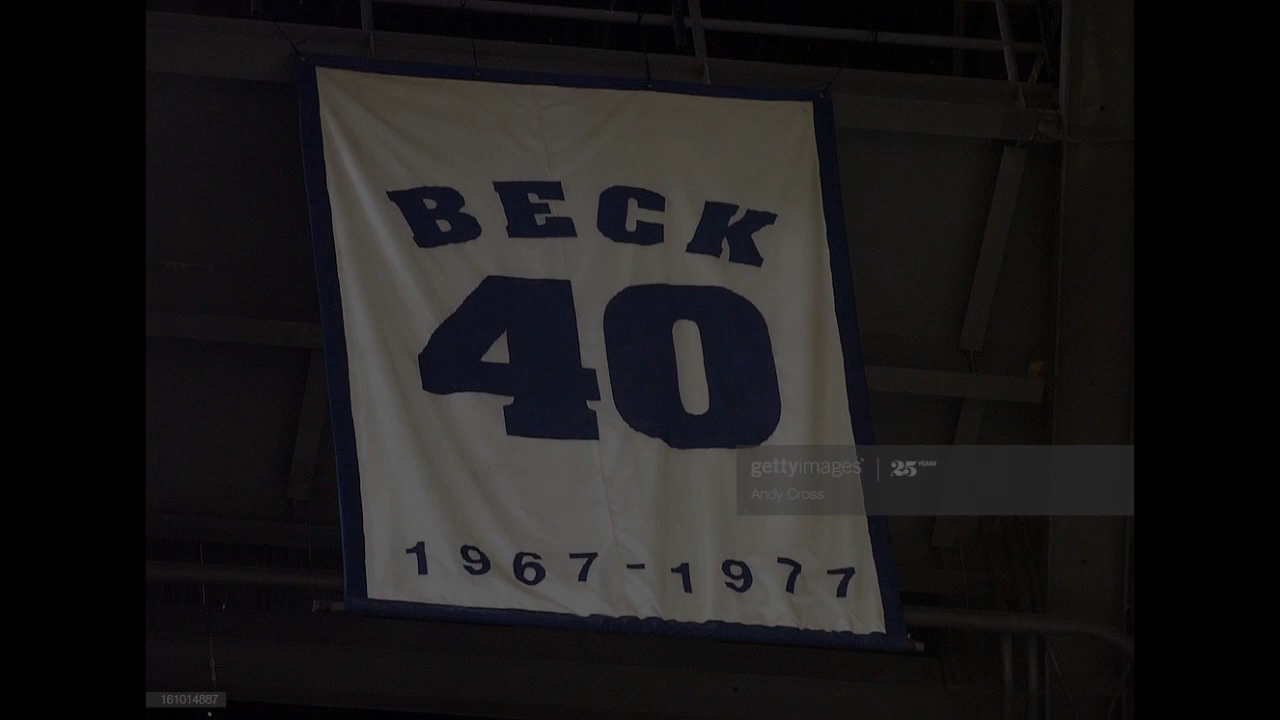 BECK
40
1967-1977
gettyimages | 25 YEARS
Andy Cross
161014887